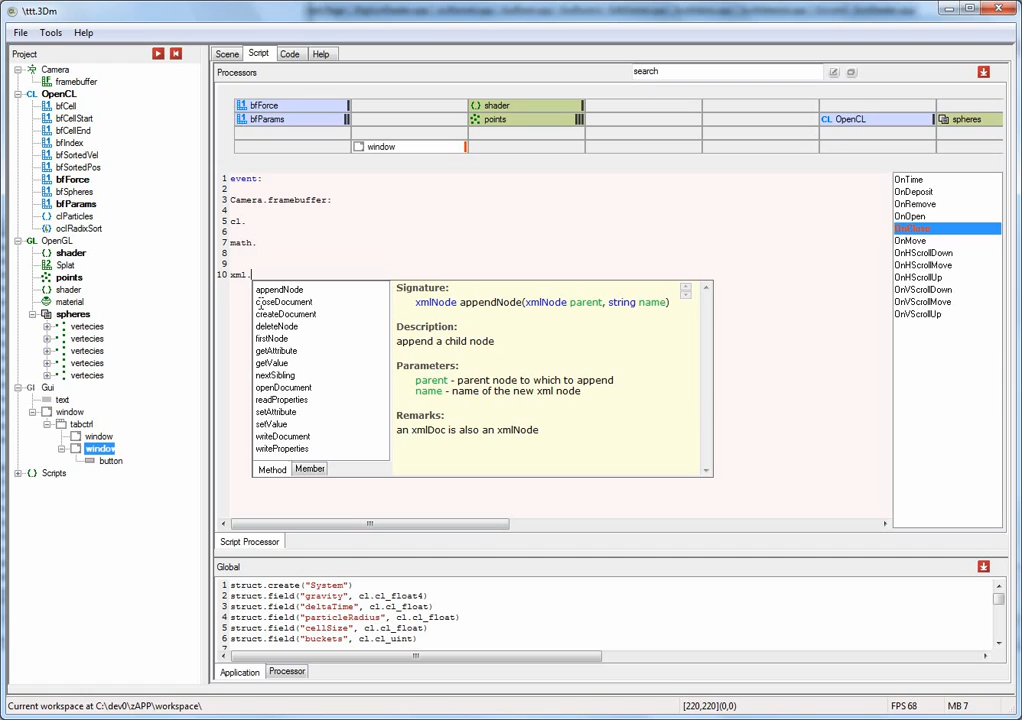 \ttt.3Dm
File Tools Help
Project
Camera
framebuffer
CL OpenCL
bfCell
bfCellStart
bfCellEnd
bfIndex
bfSortedVel
bfSortedPos
bfForce
bfSpheres
bfParams
clParticles
oclRadixSort
GL OpenGL
shader
Splat
points
shader
material
spheres
vertecies
vertecies
vertecies
vertecies
vertecies
GI Gui
text
window
tabctrl
window
window
button
Scripts
Scene Script Code Help
Processors
search
bfForce
shader
bfParams
points
CL OpenCL
spheres
window
1 event:
2
3 Camera.framebuffer:
4
5 cl.
6
7 math.
8
9
10 xml.
appendNode
closeDocument
createDocument
deleteNode
firstNode
getAttribute
getValue
nextSibling
openDocument
readProperties
setAttribute
setValue
writeDocument
writeProperties
Method Member
Signature:
xmlNode appendNode(xmlNode parent, string name)
Description:
append a child node
Parameters:
parent - parent node to which to append
name - name of the new xml node
Remarks:
an xmlDoc is also an xmlNode
OnTime
OnDeposit
OnRemove
OnOpen
OnClose
OnMove
OnHScrollDown
OnHScrollMove
OnHScrollUp
OnVScrollDown
OnVScrollMove
OnVScrollUp
Script Processor
Global
1 struct.create("System")
2 struct.field("gravity", cl.cl_float4)
3 struct.field("deltaTime", cl.cl_float)
4 struct.field("particleRadius", cl.cl_float)
5 struct.field("cellSize", cl.cl_float)
6 struct.field("buckets", cl.cl_uint)
7
Application Processor
Current workspace at C:\dev0\zAPP\workspace\
[220,220](0,0)
FPS 68
MB 7